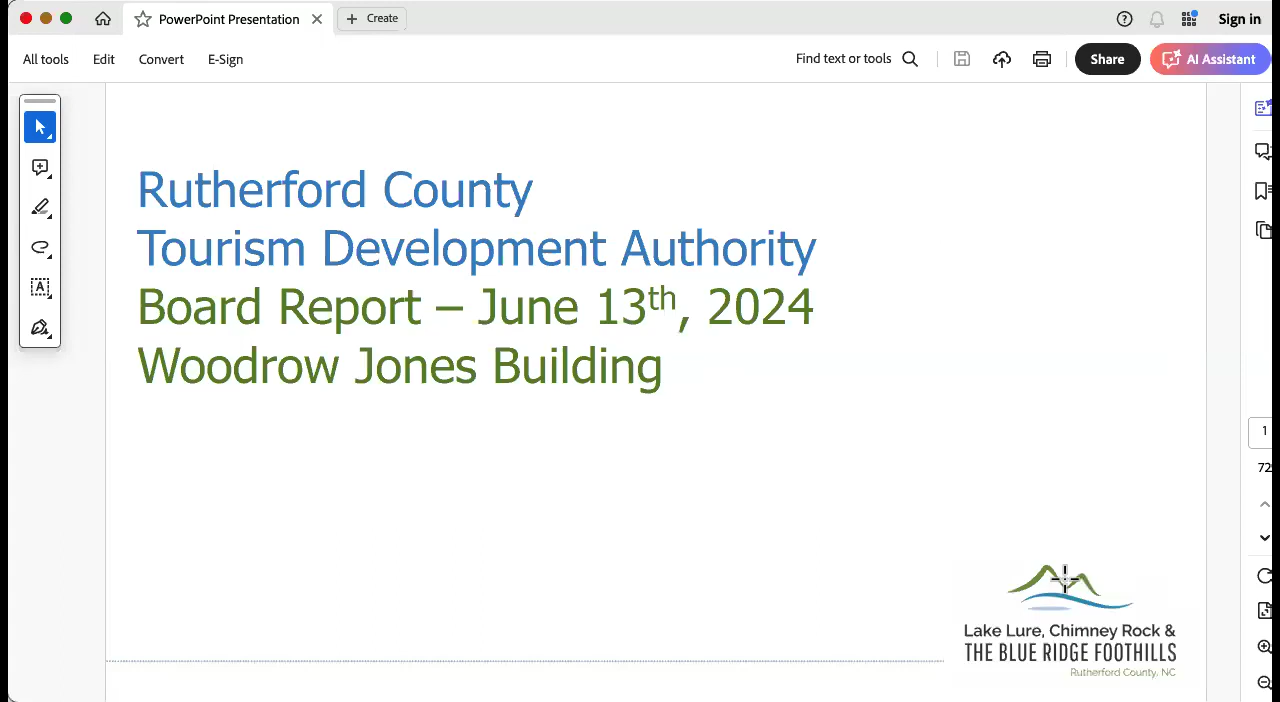 PowerPoint Presentation
Create
Sign in
All tools
Edit
Convert
E-Sign
Find text or tools
Share
AI Assistant
Rutherford County
Tourism Development Authority
Board Report – June 13th, 2024
Woodrow Jones Building
1
72
Lake Lure, Chimney Rock &
THE BLUE RIDGE FOOTHILLS
Rutherford County, NC